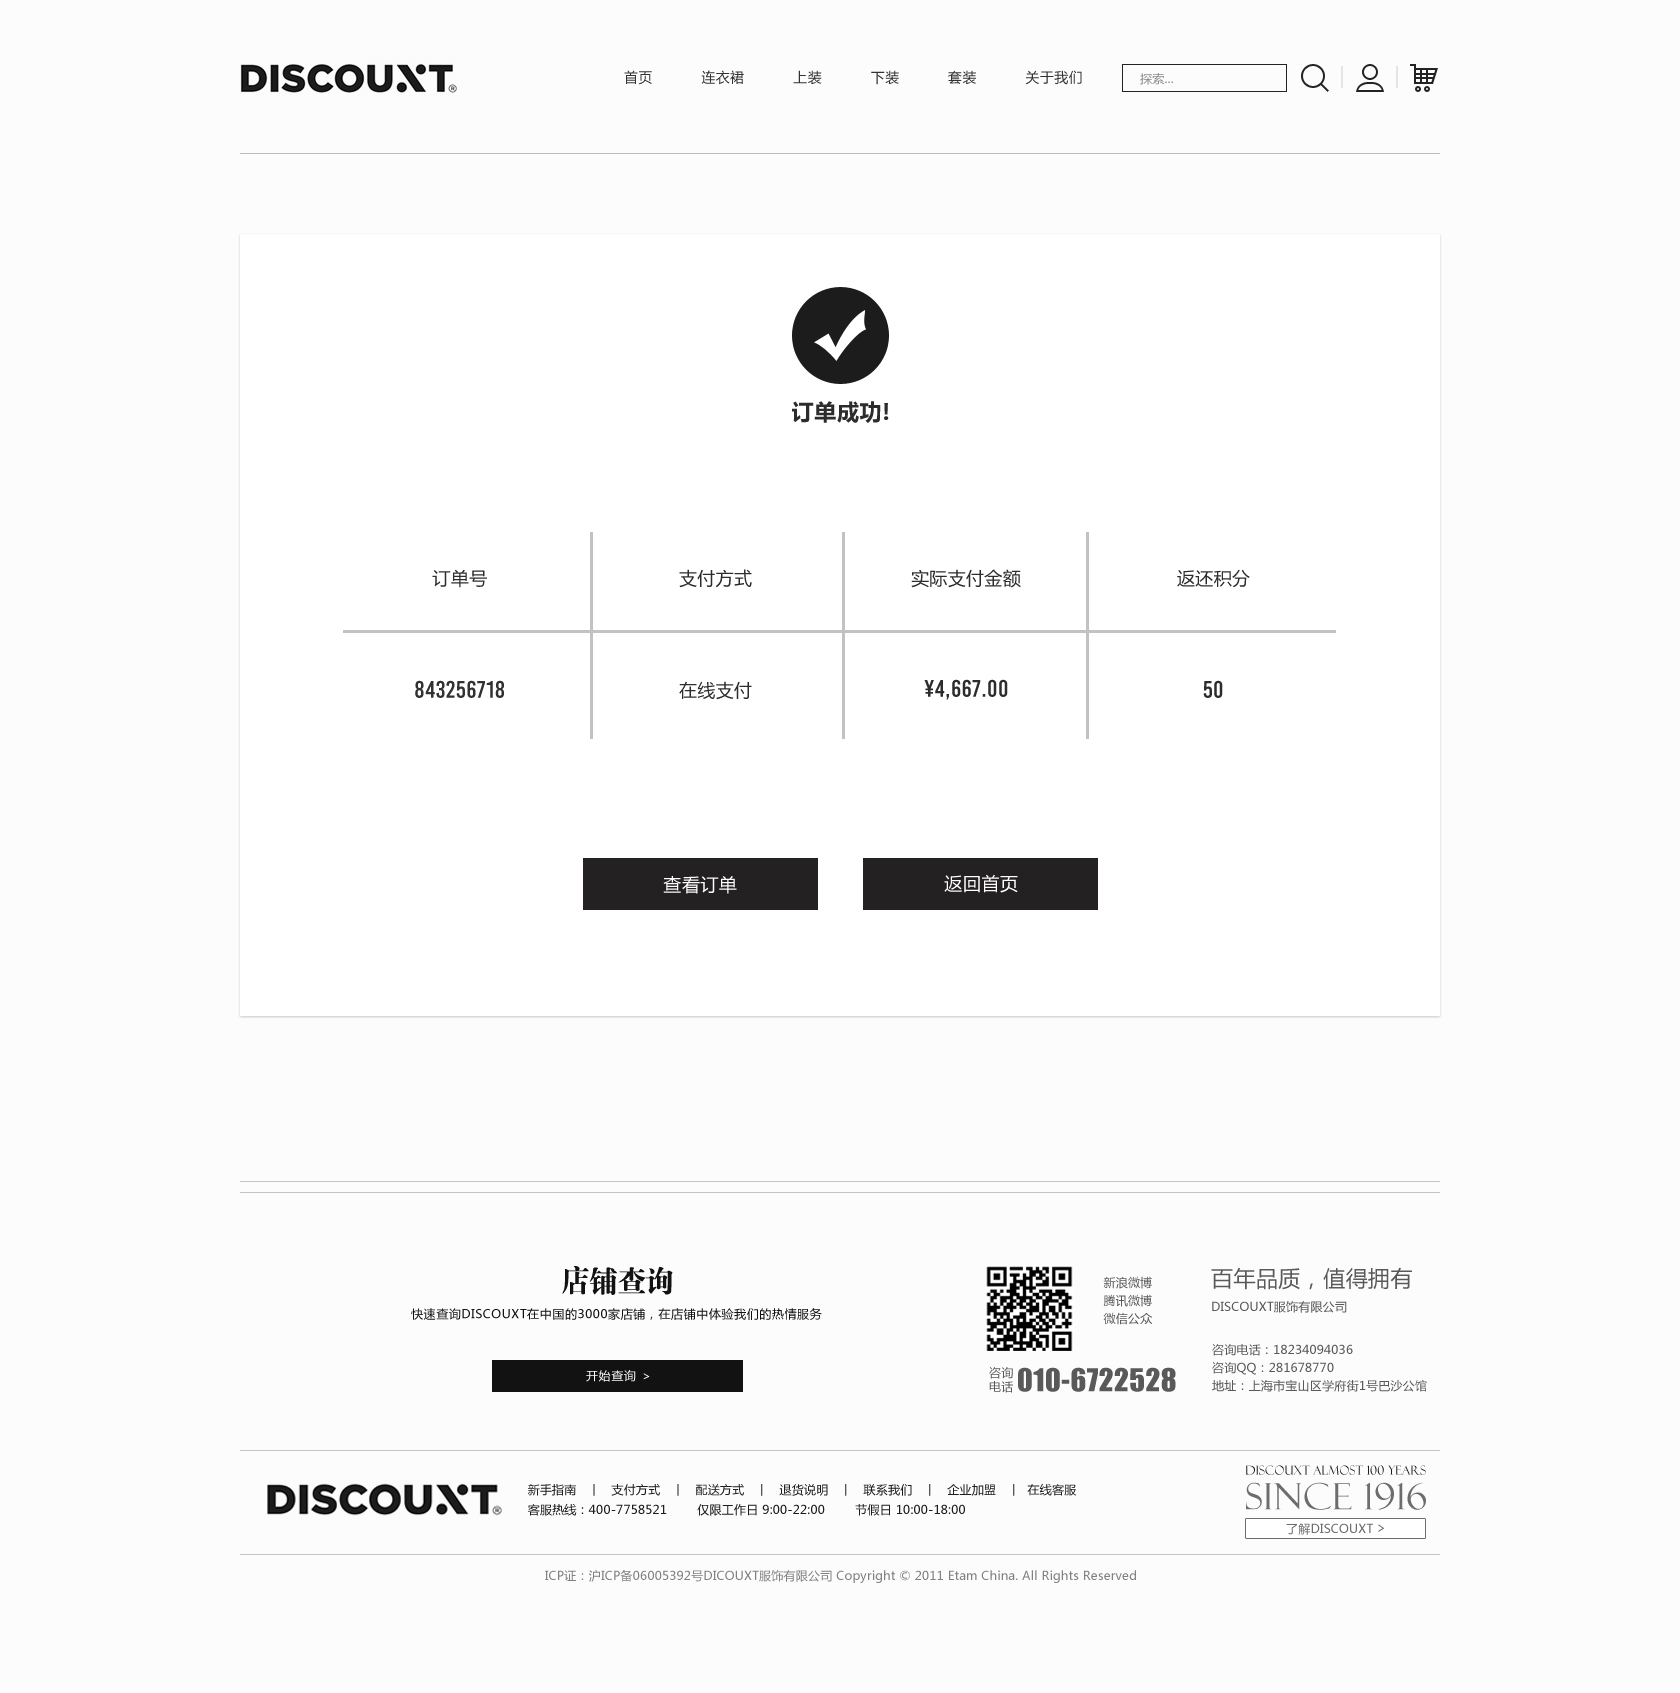 DISCOUXT®
首页 连衣裙 上装 下装 套装 关于我们 探索...
订单成功!
订单号 支付方式 实际支付金额 返还积分
843256718 在线支付 ¥4,667.00 50
查看订单 返回首页
店铺查询
快速查询DISCOUXT在中国的3000家店铺，在店铺中体验我们的热情服务
开始查询 >
新浪微博
腾讯微博
微信公众
咨询
电话 010-6722528
百年品质，值得拥有
DISCOUXT服饰有限公司
咨询电话：18234094036
咨询QQ：281678770
地址：上海市宝山区学府街1号巴沙公馆
DISCOUXT®
新手指南 | 支付方式 | 配送方式 | 退货说明 | 联系我们 | 企业加盟 | 在线客服
客服热线：400-7758521 仅限工作日 9:00-22:00 节假日 10:00-18:00
DISCOUXT ALMOST 100 YEARS
SINCE 1916
了解DISCOUXT >
ICP证：沪ICP备06005392号DICOUXT服饰有限公司 Copyright © 2011 Etam China. All Rights Reserved